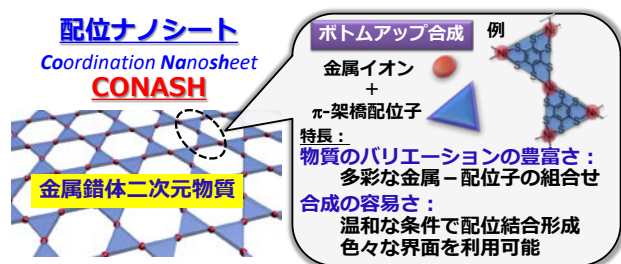 配位ナノシート
Coordination Nanosheet
CONASH
金属錯体二次元物質
ボトムアップ合成
例
金属イオン
+
π-架橋配位子
特長：
物質のバリエーションの豊富さ：
多彩な金属－配位子の組合せ
合成の容易さ：
温和な条件で配位結合形成
色々な界面を利用可能